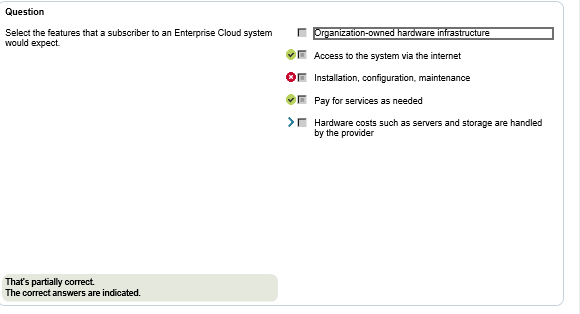 Question
Select the features that a subscriber to an Enterprise Cloud system
would expect.
Organization-owned hardware infrastructure
Access to the system via the internet
Installation, configuration, maintenance
Pay for services as needed
Hardware costs such as servers and storage are handled
by the provider
That's partially correct.
The correct answers are indicated.